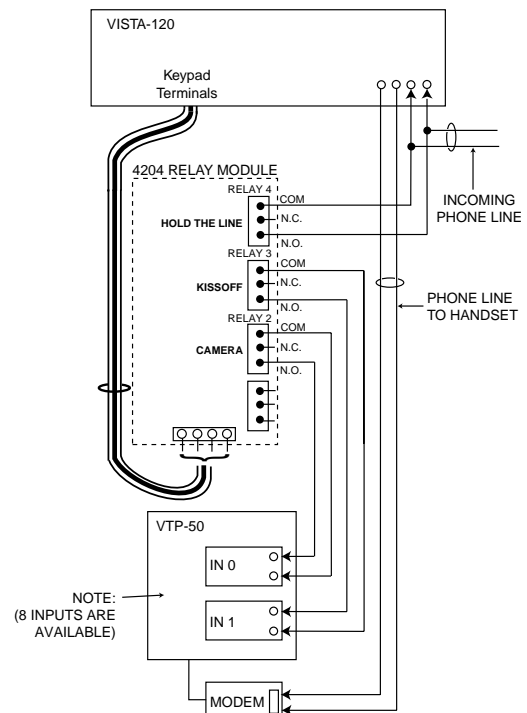 VISTA-120
Keypad
Terminals
4204 RELAY MODULE
RELAY 4
COM
HOLD THE LINE
N.C.
N.O.
INCOMING
PHONE LINE
RELAY 3
COM
KISSOFF
N.C.
N.O.
PHONE LINE
TO HANDSET
RELAY 2
COM
CAMERA
N.C.
N.O.
VTP-50
IN 0
NOTE:
(8 INPUTS ARE
AVAILABLE)
IN 1
MODEM